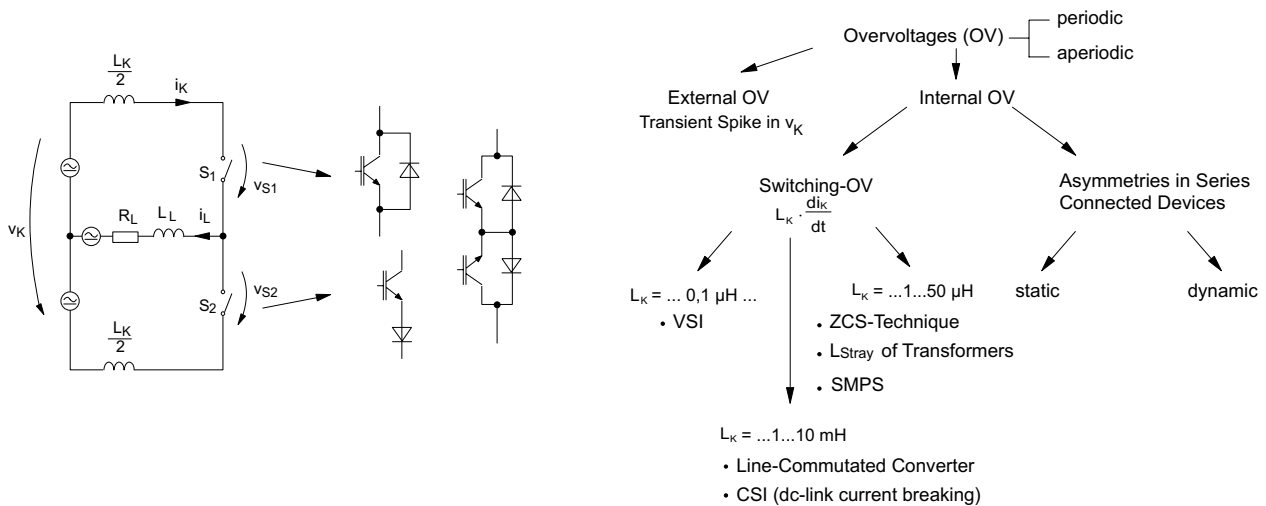 L_K
2
i_K
S_1
v_S1
v_K
R_L
L_L
i_L
S_2
v_S2
L_K
2
Overvoltages (OV)
periodic
aperiodic
External OV
Transient Spike in v_K
Internal OV
Switching-OV
L_K · di_K
dt
Asymmetries in Series
Connected Devices
L_K = ... 0,1 µH ...
• VSI
L_K = ...1...50 µH
• ZCS-Technique
• L_Stray of Transformers
• SMPS
static
dynamic
L_K = ...1...10 mH
• Line-Commutated Converter
• CSI (dc-link current breaking)